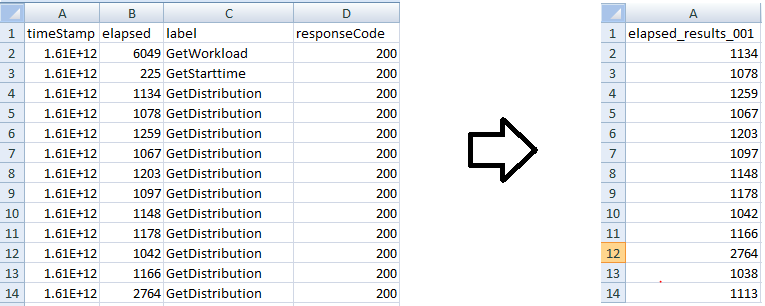 A B C D
1 timeStamp elapsed label responseCode
2 1.61E+12 6049 GetWorkload 200
3 1.61E+12 225 GetStarttime 200
4 1.61E+12 1134 GetDistribution 200
5 1.61E+12 1078 GetDistribution 200
6 1.61E+12 1259 GetDistribution 200
7 1.61E+12 1067 GetDistribution 200
8 1.61E+12 1203 GetDistribution 200
9 1.61E+12 1097 GetDistribution 200
10 1.61E+12 1148 GetDistribution 200
11 1.61E+12 1178 GetDistribution 200
12 1.61E+12 1042 GetDistribution 200
13 1.61E+12 1166 GetDistribution 200
14 1.61E+12 2764 GetDistribution 200
A
1 elapsed_results_001
2 1134
3 1078
4 1259
5 1067
6 1203
7 1097
8 1148
9 1178
10 1042
11 1166
12 2764
13 1038
14 1113